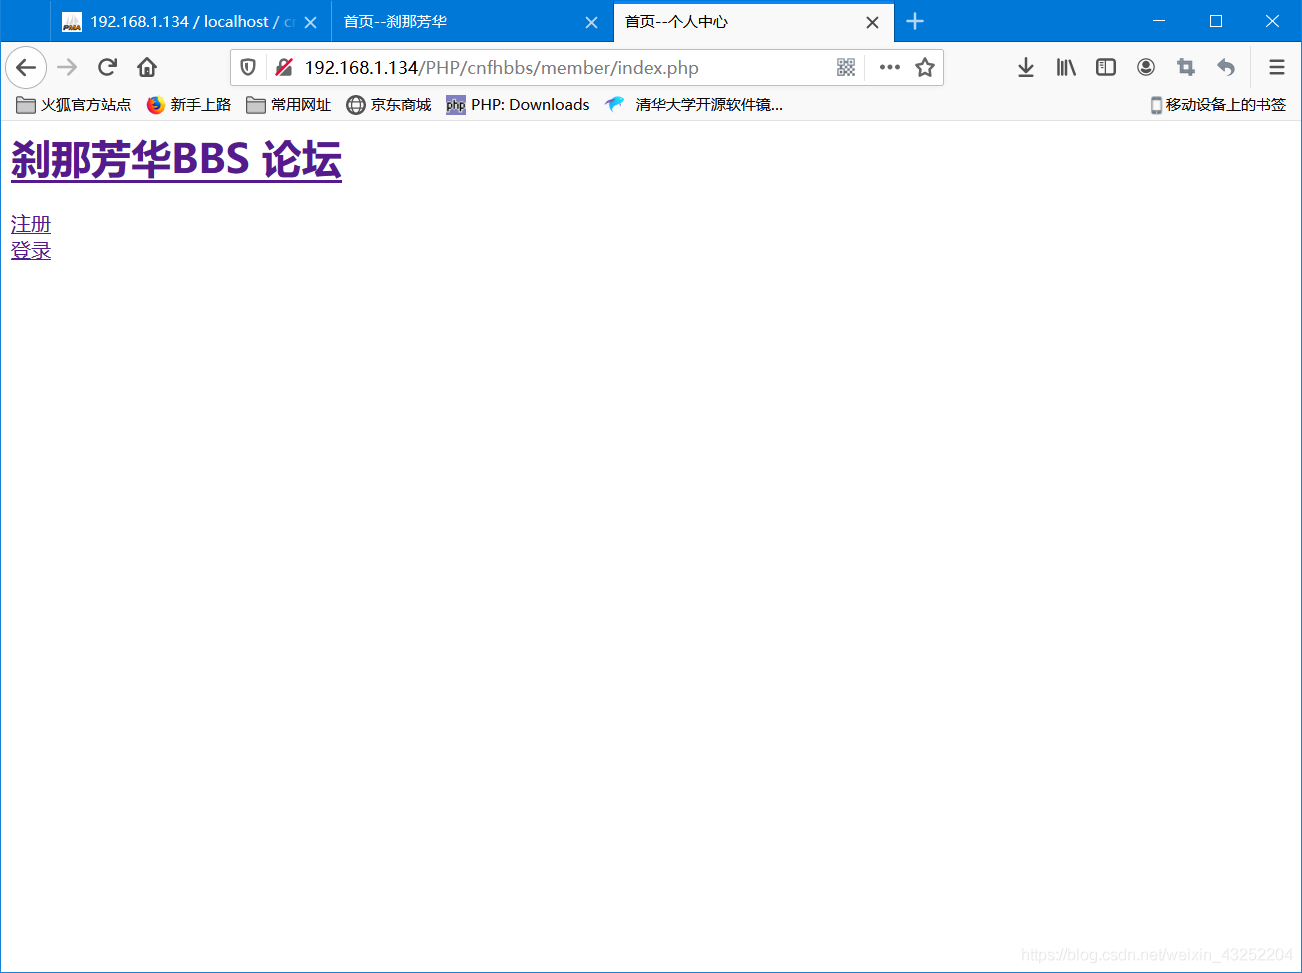 192.168.1.134 / localhost / cn
首页--刹那芳华
首页--个人中心
192.168.1.134/PHP/cnfhbbs/member/index.php
火狐官方站点
新手上路
常用网址
京东商城
php
PHP: Downloads
清华大学开源软件镜...
移动设备上的书签
刹那芳华BBS 论坛
注册
登录
https://blog.csdn.net/weixin_43252204